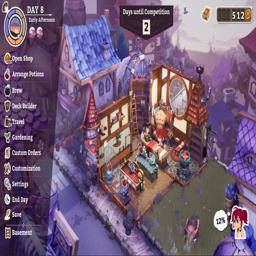 DAY 8
Early Afternoon
Days until Competition
2
512
Open Shop
Arrange Potions
Brew
Deck Builder
Travel
Gardening
Custom Orders
Customization
Settings
End Day
Save
Basement
12%